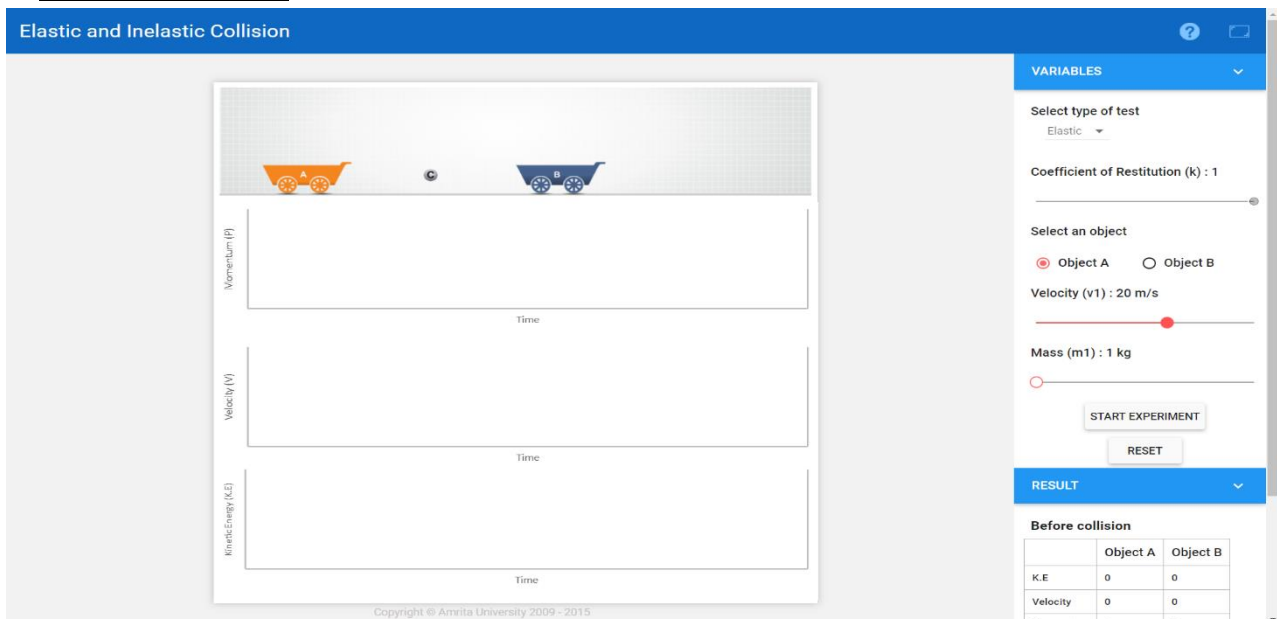 Elastic and Inelastic Collision
?
VARIABLES
Select type of test
Elastic
Coefficient of Restitution (k) : 1
Select an object
Object A Object B
Velocity (v1) : 20 m/s
Mass (m1) : 1 kg
START EXPERIMENT
RESET
RESULT
Before collision
Object A Object B
K.E 0 0
Velocity 0 0
A C B
Momentum (P)
Time
Velocity (V)
Time
Kinetic Energy (K.E)
Time
Copyright © Amrita University 2009 - 2015